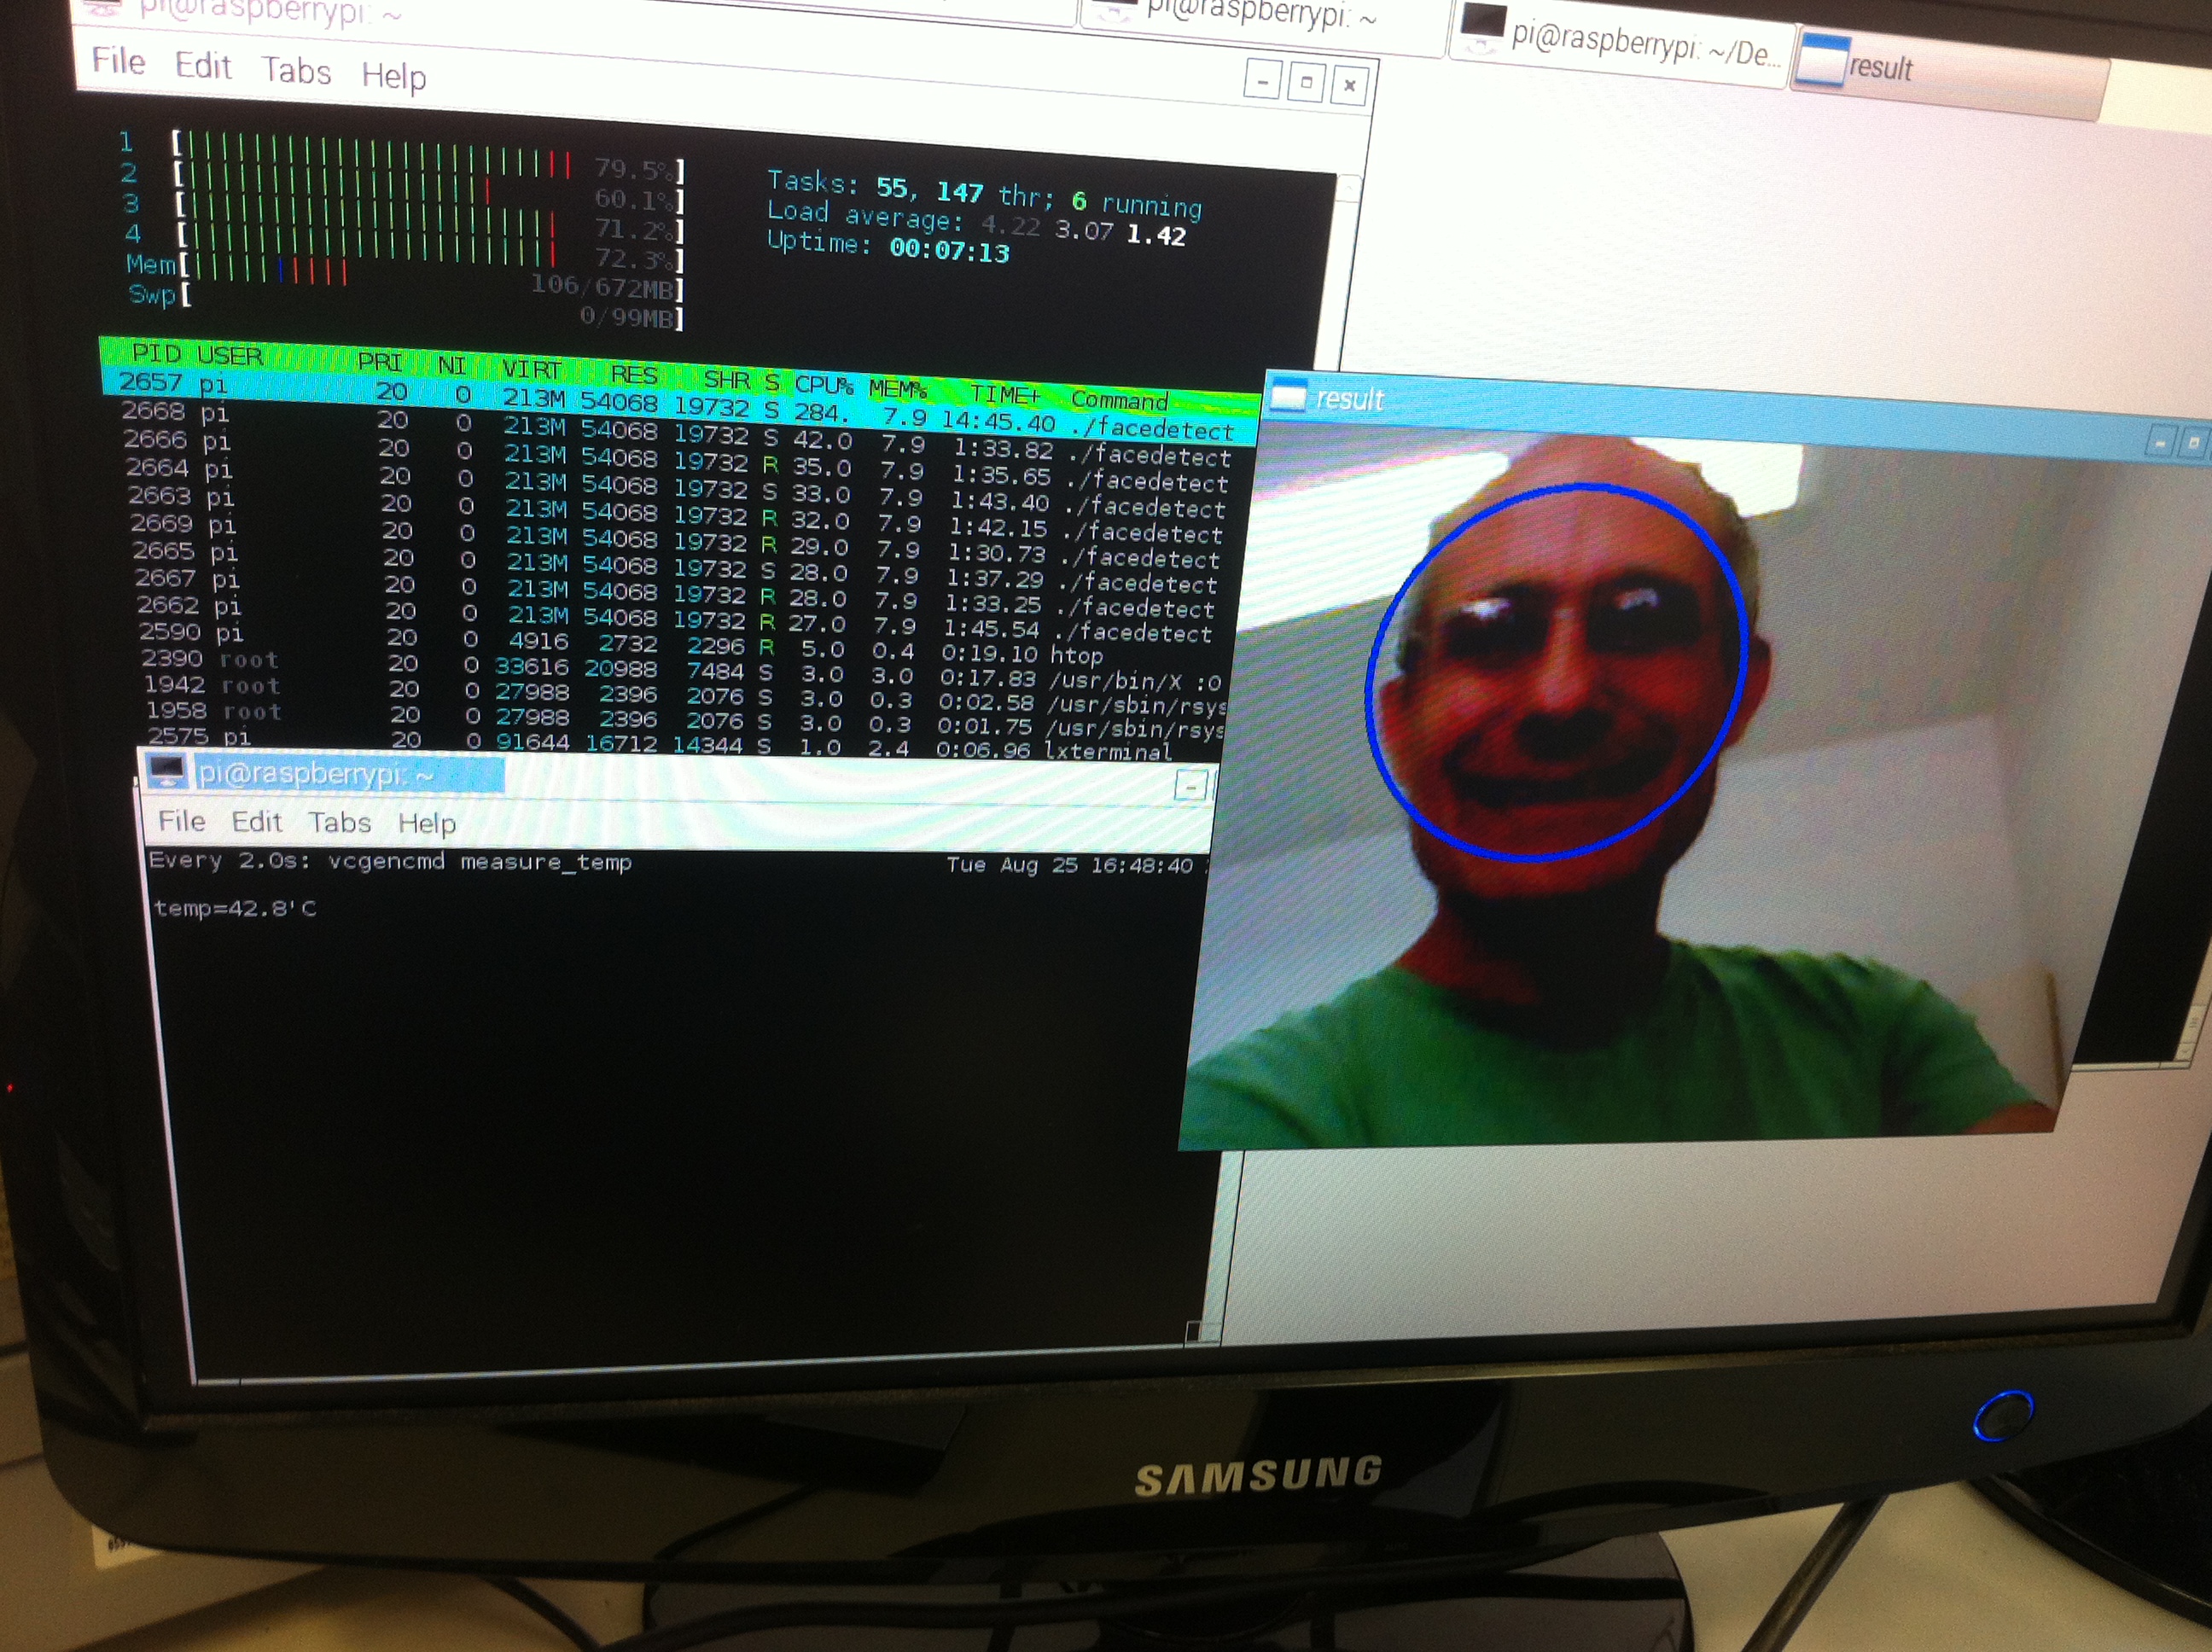 pi@raspberrypi: ~
pi@raspberrypi: ~
pi@raspberrypi: ~/De...
result
File Edit Tabs Help
1 [ 79.5%]
2 [ 60.1%]
3 [ 71.2%]
4 [ 72.3%]
Mem[ 106/672MB]
Swp[ 0/99MB]
Tasks: 55, 147 thr; 6 running
Load average: 4.22 3.07 1.42
Uptime: 00:07:13
PID USER PRI NI VIRT RES SHR S CPU% MEM% TIME+ Command
2657 pi 20 0 213M 54068 19732 S 284. 7.9 14:45.40 ./facedetect
2668 pi 20 0 213M 54068 19732 S 42.0 7.9 1:33.82 ./facedetect
2666 pi 20 0 213M 54068 19732 R 35.0 7.9 1:35.65 ./facedetect
2664 pi 20 0 213M 54068 19732 S 33.0 7.9 1:43.40 ./facedetect
2663 pi 20 0 213M 54068 19732 R 32.0 7.9 1:42.15 ./facedetect
2669 pi 20 0 213M 54068 19732 R 29.0 7.9 1:30.73 ./facedetect
2665 pi 20 0 213M 54068 19732 S 28.0 7.9 1:37.29 ./facedetect
2667 pi 20 0 213M 54068 19732 R 28.0 7.9 1:33.25 ./facedetect
2662 pi 20 0 213M 54068 19732 R 27.0 7.9 1:45.54 ./facedetect
2590 pi 20 0 4916 2732 2296 R 5.0 0.4 0:19.10 htop
2390 root 20 0 33616 20988 7484 S 3.0 3.0 0:17.83 /usr/bin/X :0
1942 root 20 0 27988 2396 2076 S 3.0 0.3 0:02.58 /usr/sbin/rsys
1958 root 20 0 27988 2396 2076 S 3.0 0.3 0:01.75 /usr/sbin/rsys
2575 pi 20 0 91644 16712 14344 S 1.0 2.4 0:06.96 lxterminal
result
pi@raspberrypi: ~
File Edit Tabs Help
Every 2.0s: vcgencmd measure_temp Tue Aug 25 16:48:40
temp=42.8'C
SAMSUNG